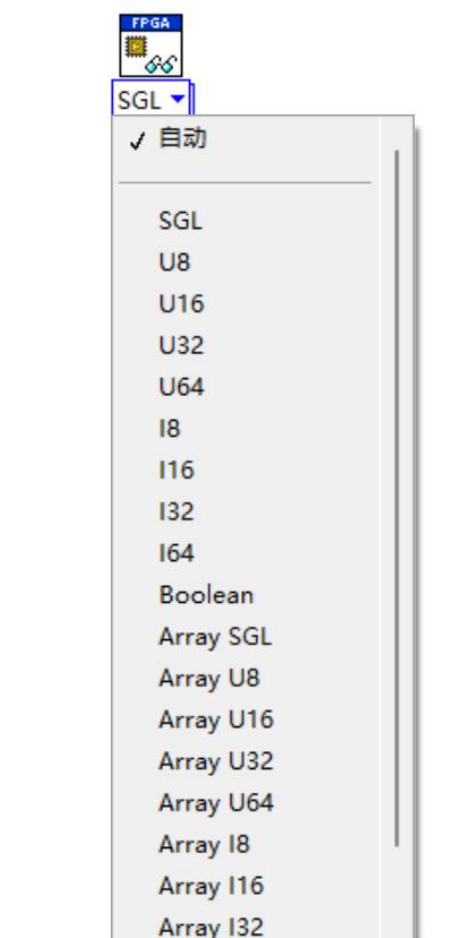 FPGA
SGL
自动
SGL
U8
U16
U32
U64
I8
I16
I32
I64
Boolean
Array SGL
Array U8
Array U16
Array U32
Array U64
Array I8
Array I16
Array I32